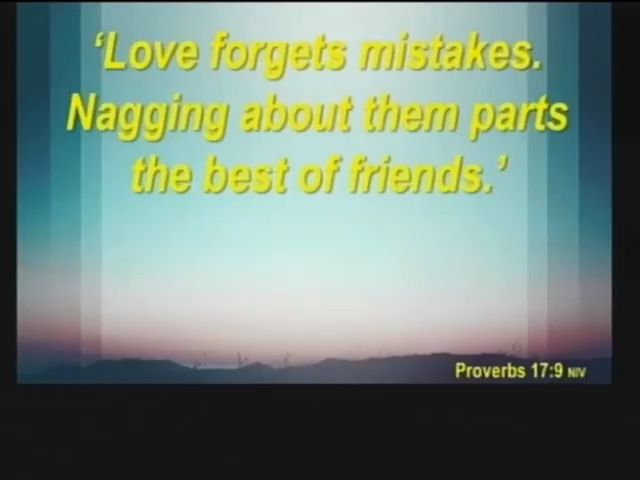 ‘Love forgets mistakes.
Nagging about them parts
the best of friends.’
Proverbs 17:9 NIV